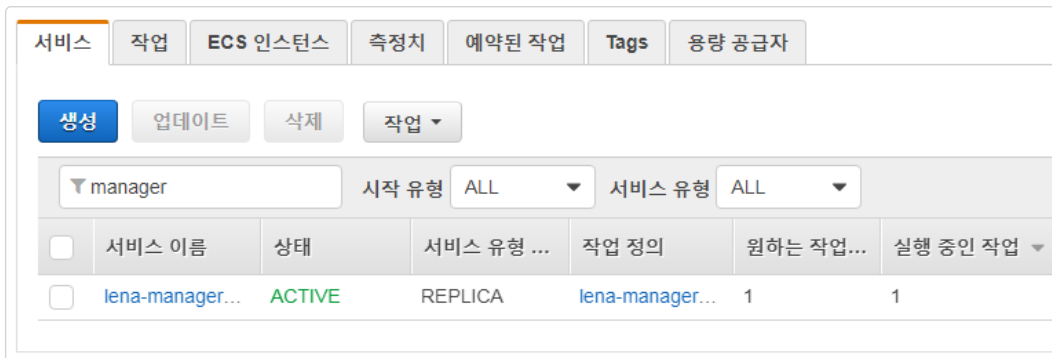 서비스 작업 ECS 인스턴스 측정치 예약된 작업 Tags 용량 공급자
생성 업데이트 삭제 작업
manager 시작 유형 ALL 서비스 유형 ALL
서비스 이름 상태 서비스 유형 ... 작업 정의 원하는 작업... 실행 중인 작업
lena-manager... ACTIVE REPLICA lena-manager... 1 1